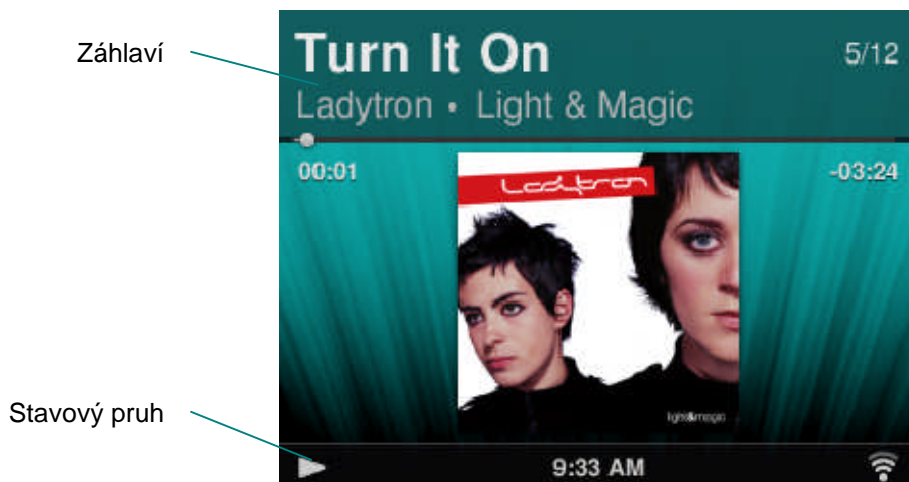 Záhlaví
Turn It On
5/12
Ladytron • Light & Magic
00:01
-03:24
Ladytron
light&magic
Stavový pruh
9:33 AM